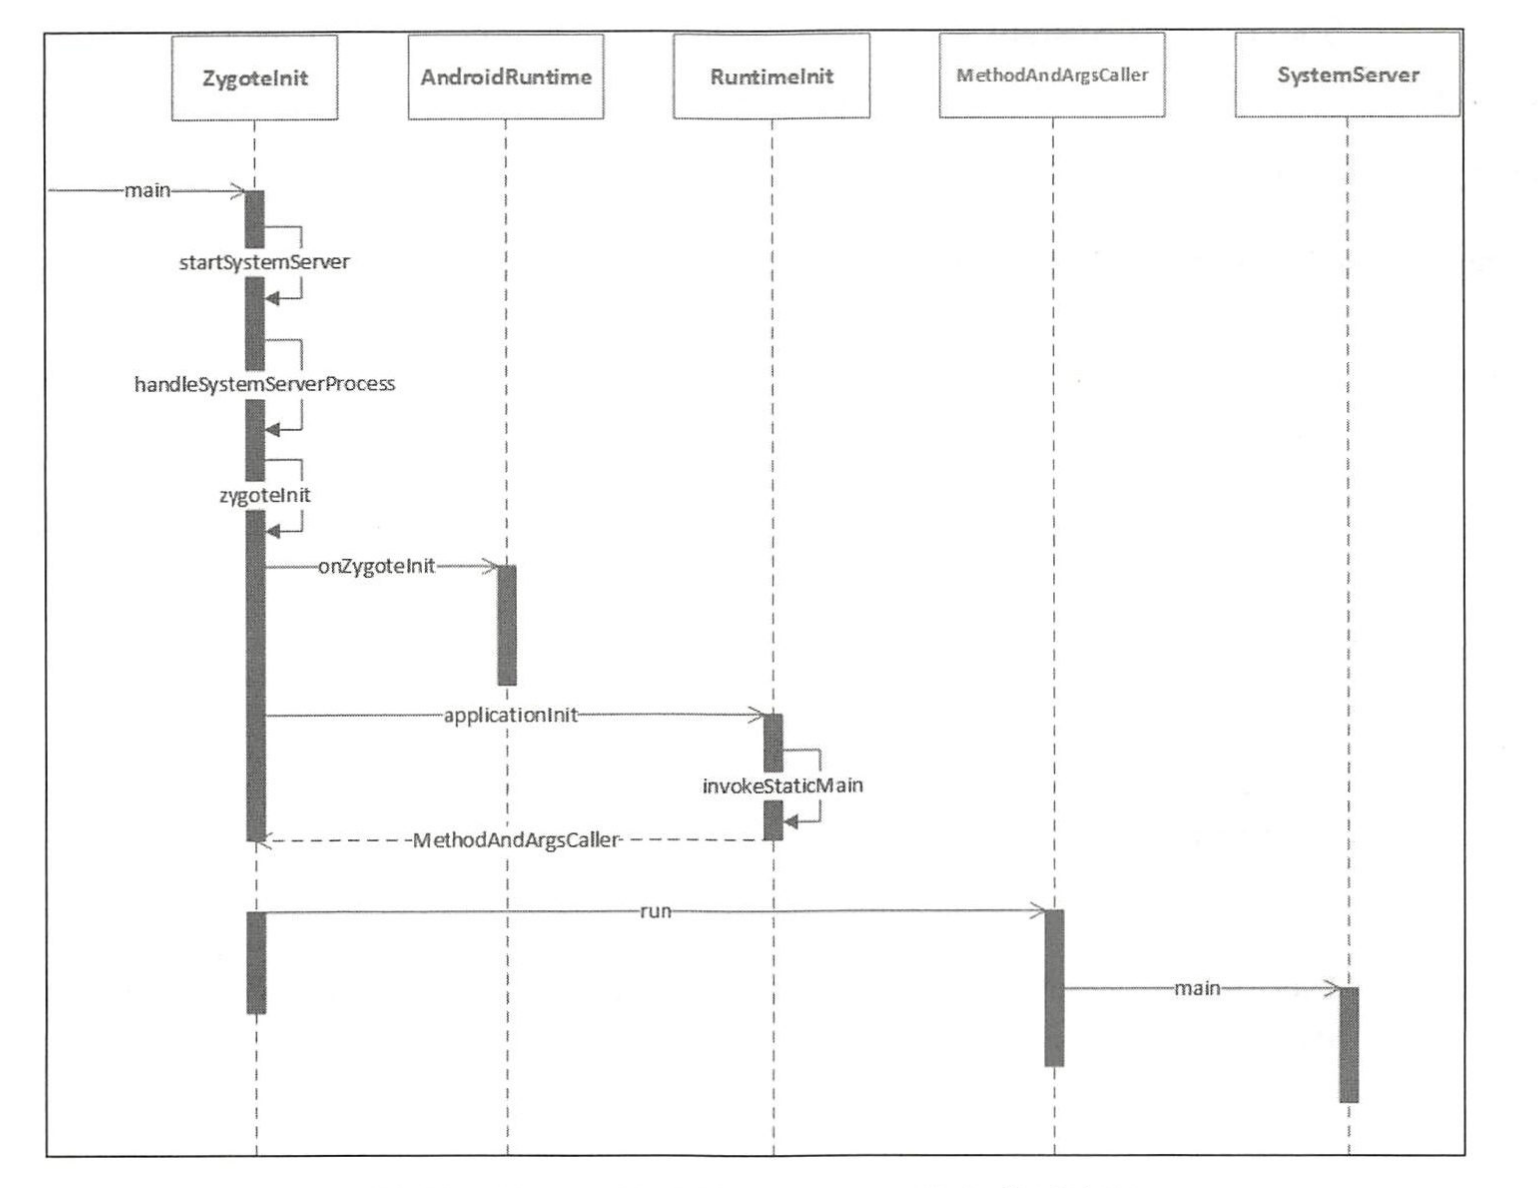 ZygoteInit
AndroidRuntime
RuntimeInit
MethodAndArgsCaller
SystemServer
main
startSystemServer
handleSystemServerProcess
zygoteInit
onZygoteInit
applicationInit
invokeStaticMain
MethodAndArgsCaller
run
main